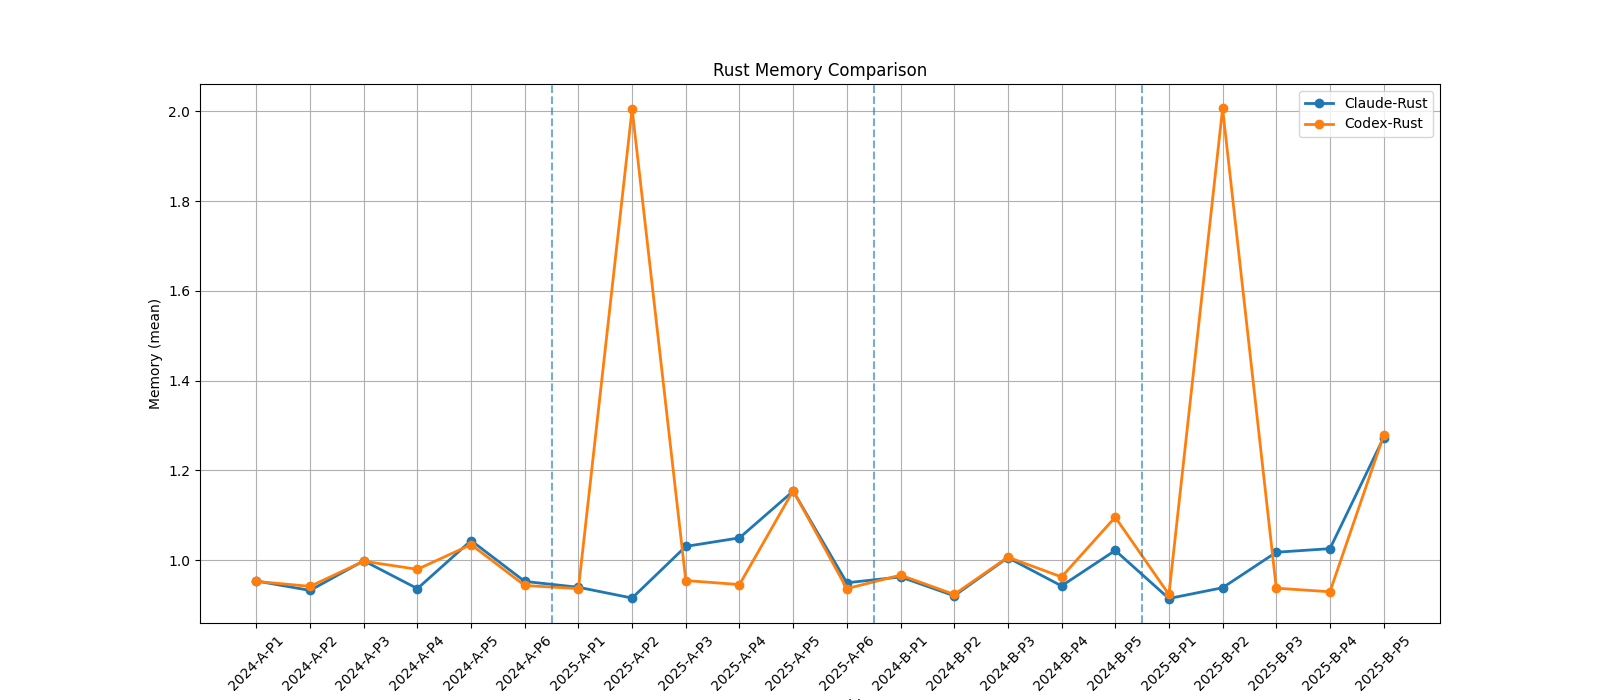 Rust Memory Comparison
Claude-Rust
Codex-Rust
Memory (mean)
2.0
1.8
1.6
1.4
1.2
1.0
2024-A-P1
2024-A-P2
2024-A-P3
2024-A-P4
2024-A-P5
2024-A-P6
2025-A-P1
2025-A-P2
2025-A-P3
2025-A-P4
2025-A-P5
2025-A-P6
2024-B-P1
2024-B-P2
2024-B-P3
2024-B-P4
2024-B-P5
2025-B-P1
2025-B-P2
2025-B-P3
2025-B-P4
2025-B-P5